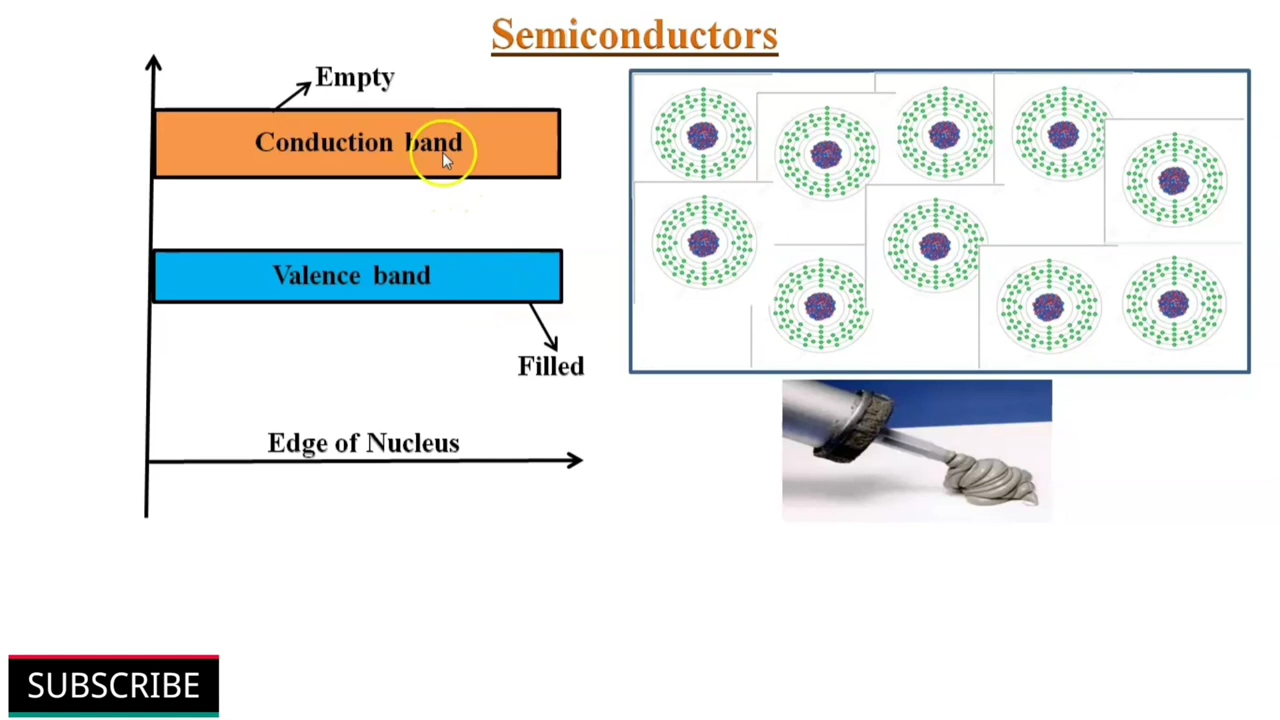 Semiconductors
Empty
Conduction band
Valence band
Filled
Edge of Nucleus
SUBSCRIBE